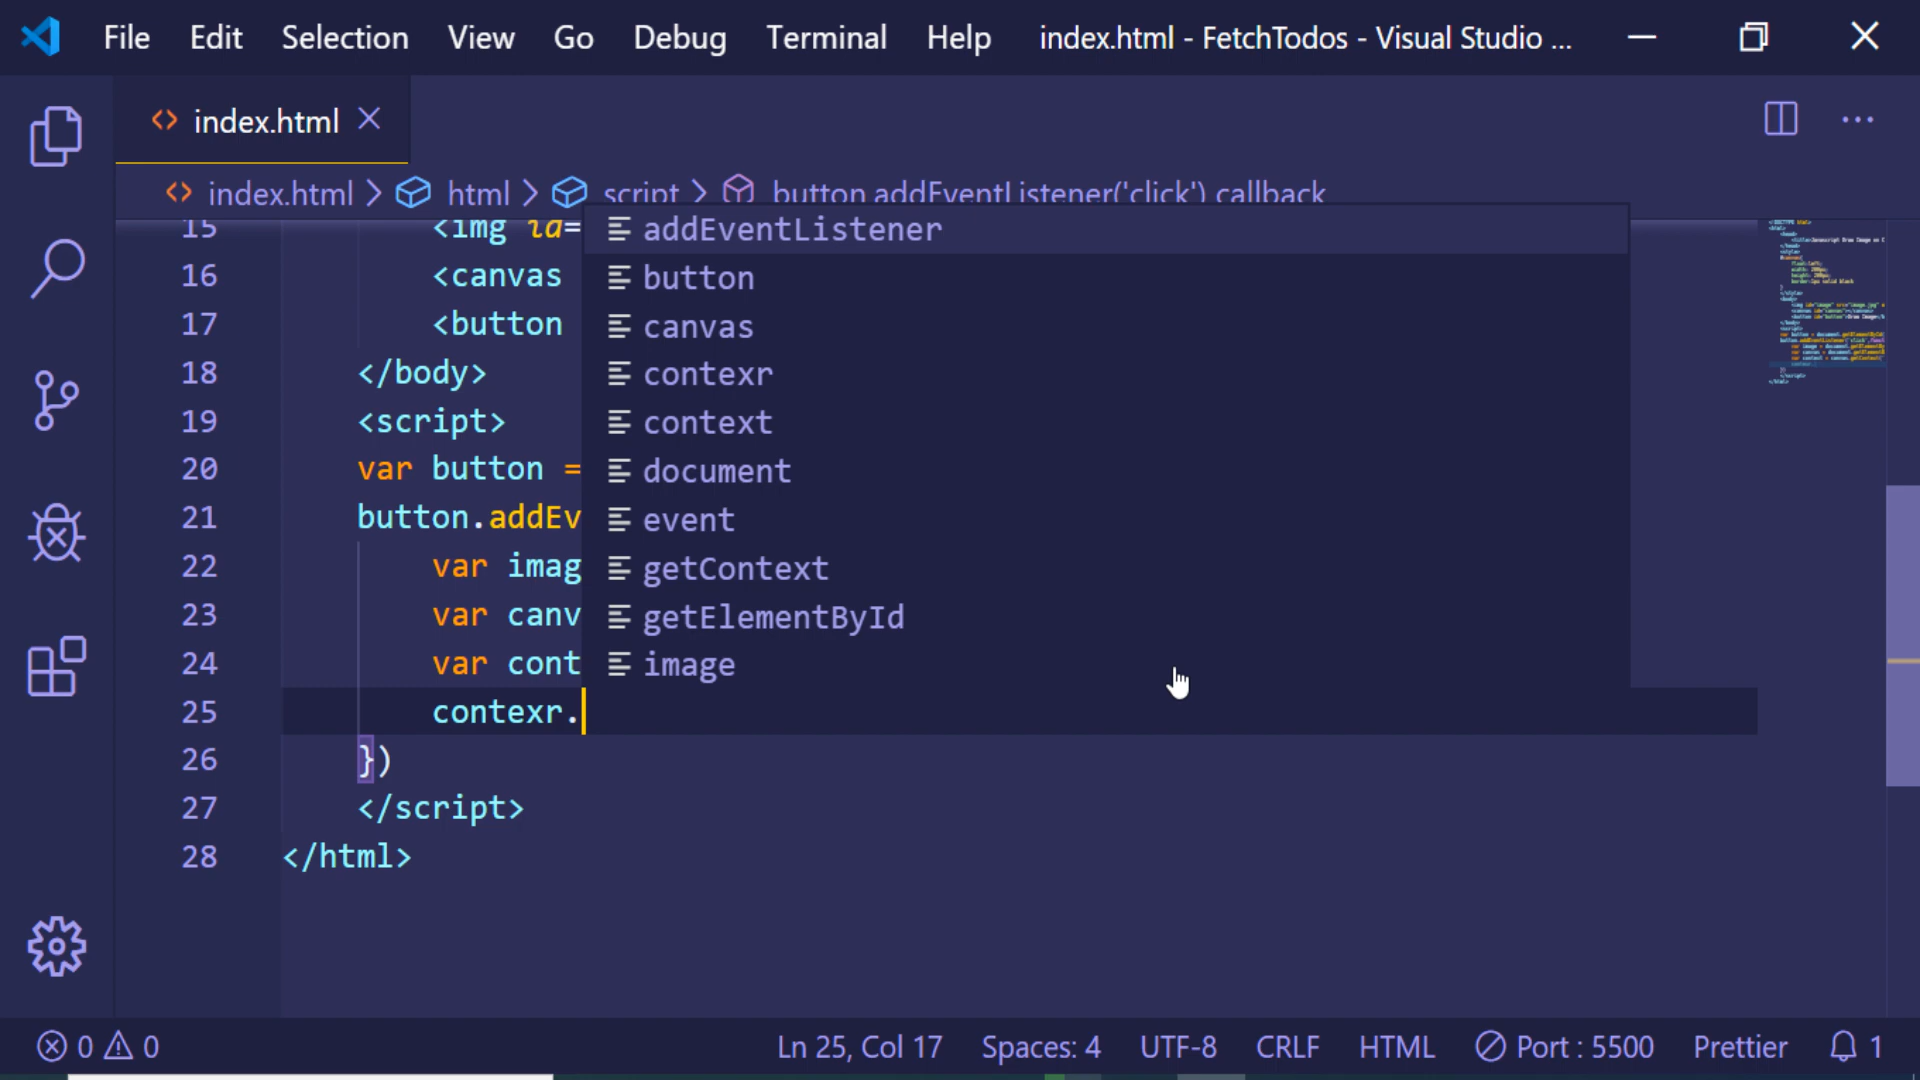 File Edit Selection View Go Debug Terminal Help index.html - FetchTodos - Visual Studio ...
index.html
index.html > html > script > button.addEventListener('click') callback
15 <img id=
16 <canvas
17 <button
18 </body>
19 <script>
20 var button =
21 button.addEv
22 var imag
23 var canv
24 var cont
25 contexr.
26 })
27 </script>
28 </html>
addEventListener
button
canvas
contexr
context
document
event
getContext
getElementById
image
0 0 Ln 25, Col 17 Spaces: 4 UTF-8 CRLF HTML Port : 5500 Prettier 1